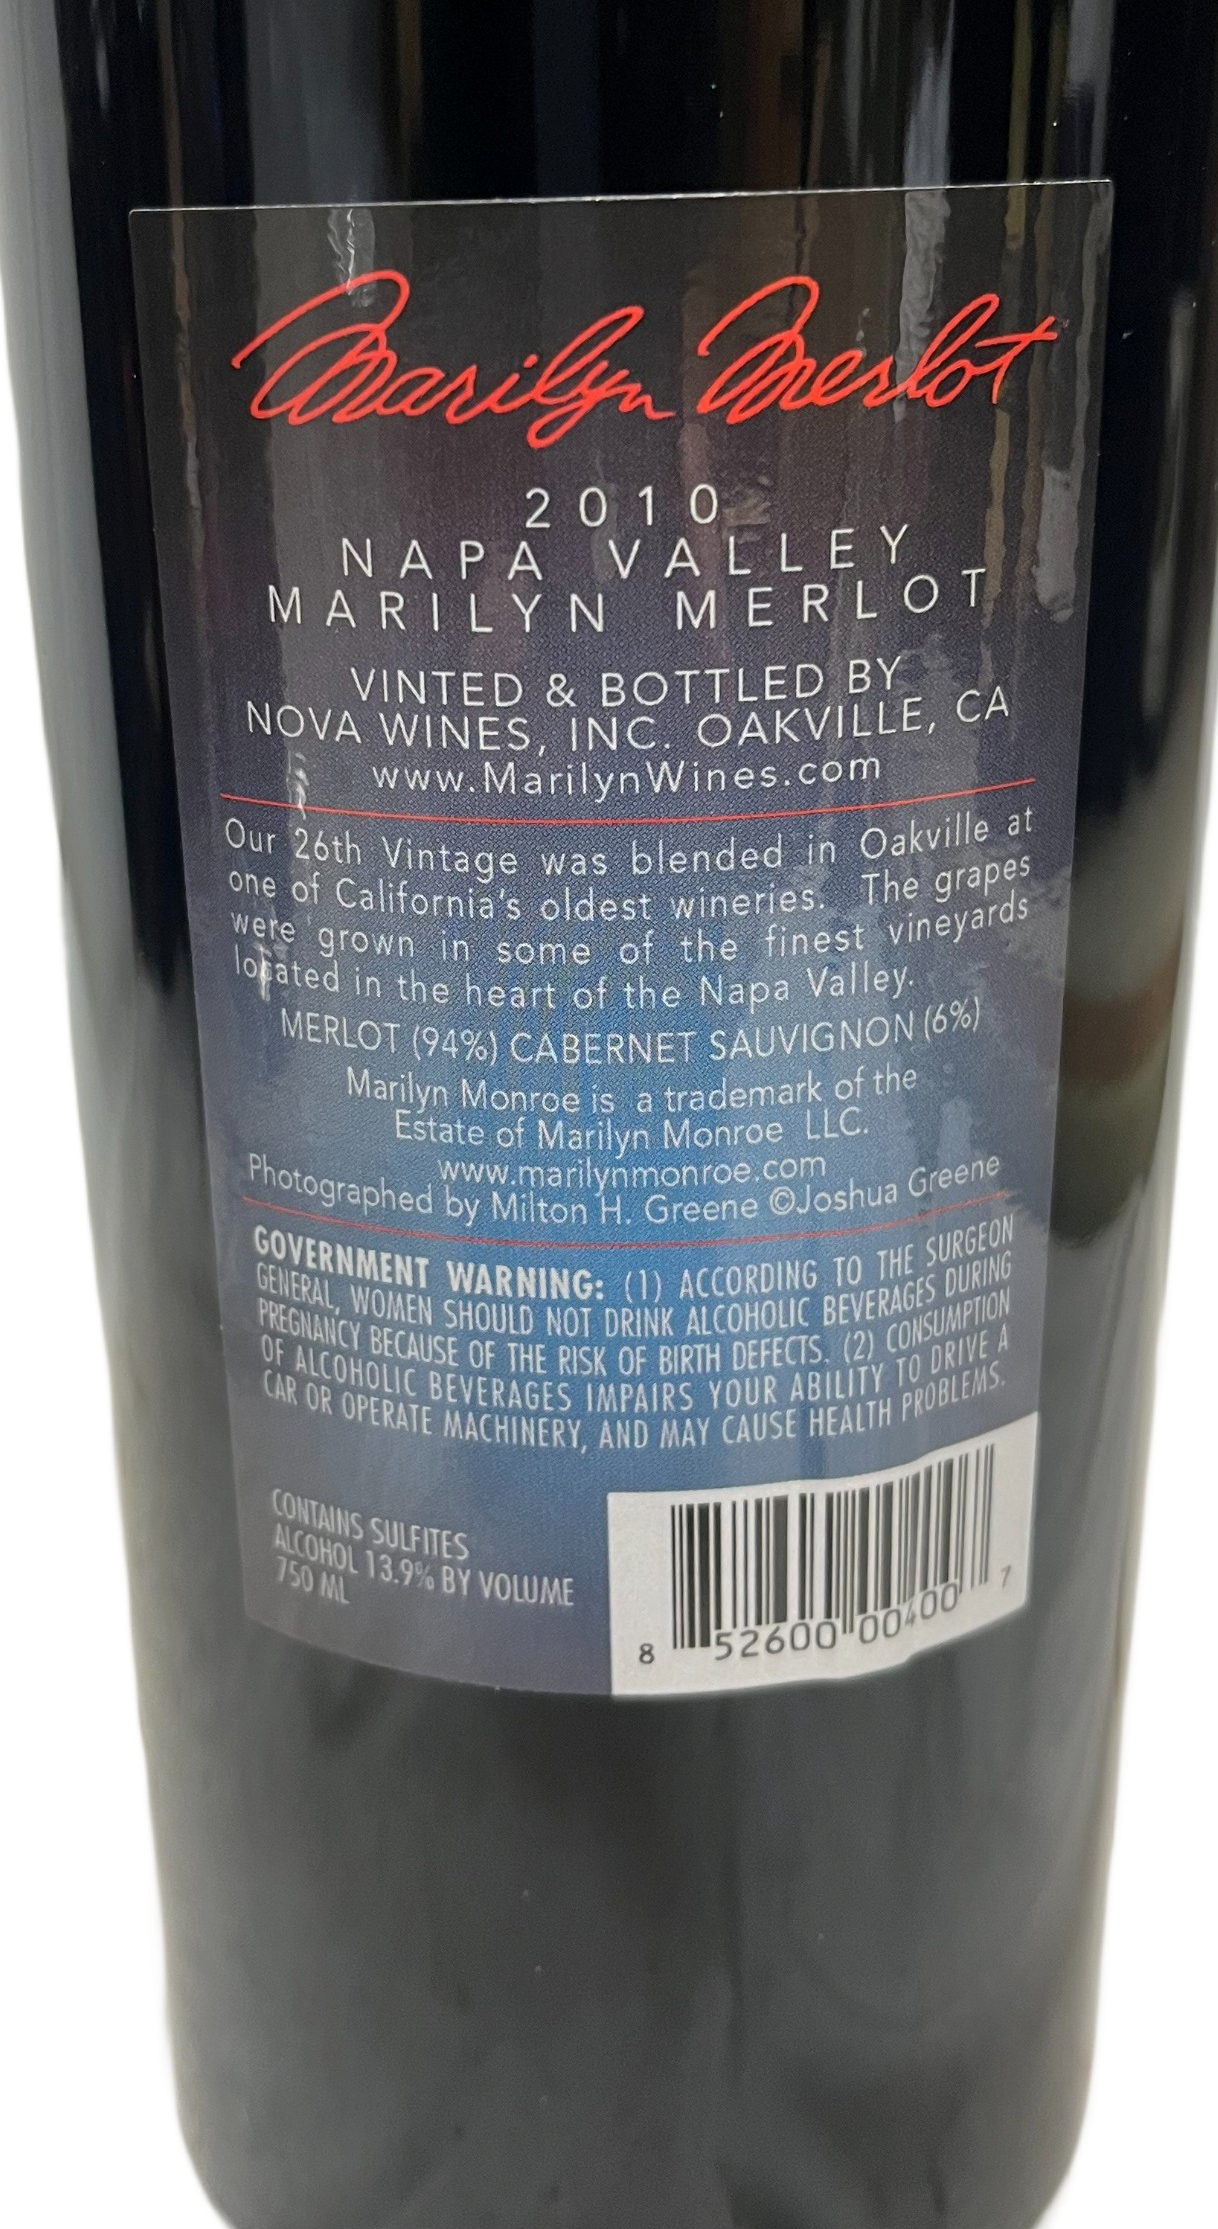 Marilyn Merlot
2010
NAPA VALLEY
MARILYN MERLOT
VINTED & BOTTLED BY
NOVA WINES, INC. OAKVILLE, CA
www.MarilynWines.com
Our 26th Vintage was blended in Oakville at
one of California's oldest wineries. The grapes
were grown in some of the finest vineyards
located in the heart of the Napa Valley.
MERLOT (94%) CABERNET SAUVIGNON (6%)
Marilyn Monroe is a trademark of the
Estate of Marilyn Monroe LLC.
www.marilynmonroe.com
Photographed by Milton H. Greene ©Joshua Greene
GOVERNMENT WARNING: (1) ACCORDING TO THE SURGEON
GENERAL, WOMEN SHOULD NOT DRINK ALCOHOLIC BEVERAGES DURING
PREGNANCY BECAUSE OF THE RISK OF BIRTH DEFECTS. (2) CONSUMPTION
OF ALCOHOLIC BEVERAGES IMPAIRS YOUR ABILITY TO DRIVE A
CAR OR OPERATE MACHINERY, AND MAY CAUSE HEALTH PROBLEMS.
CONTAINS SULFITES
ALCOHOL 13.9% BY VOLUME
750 ML
8 52600 00400 7